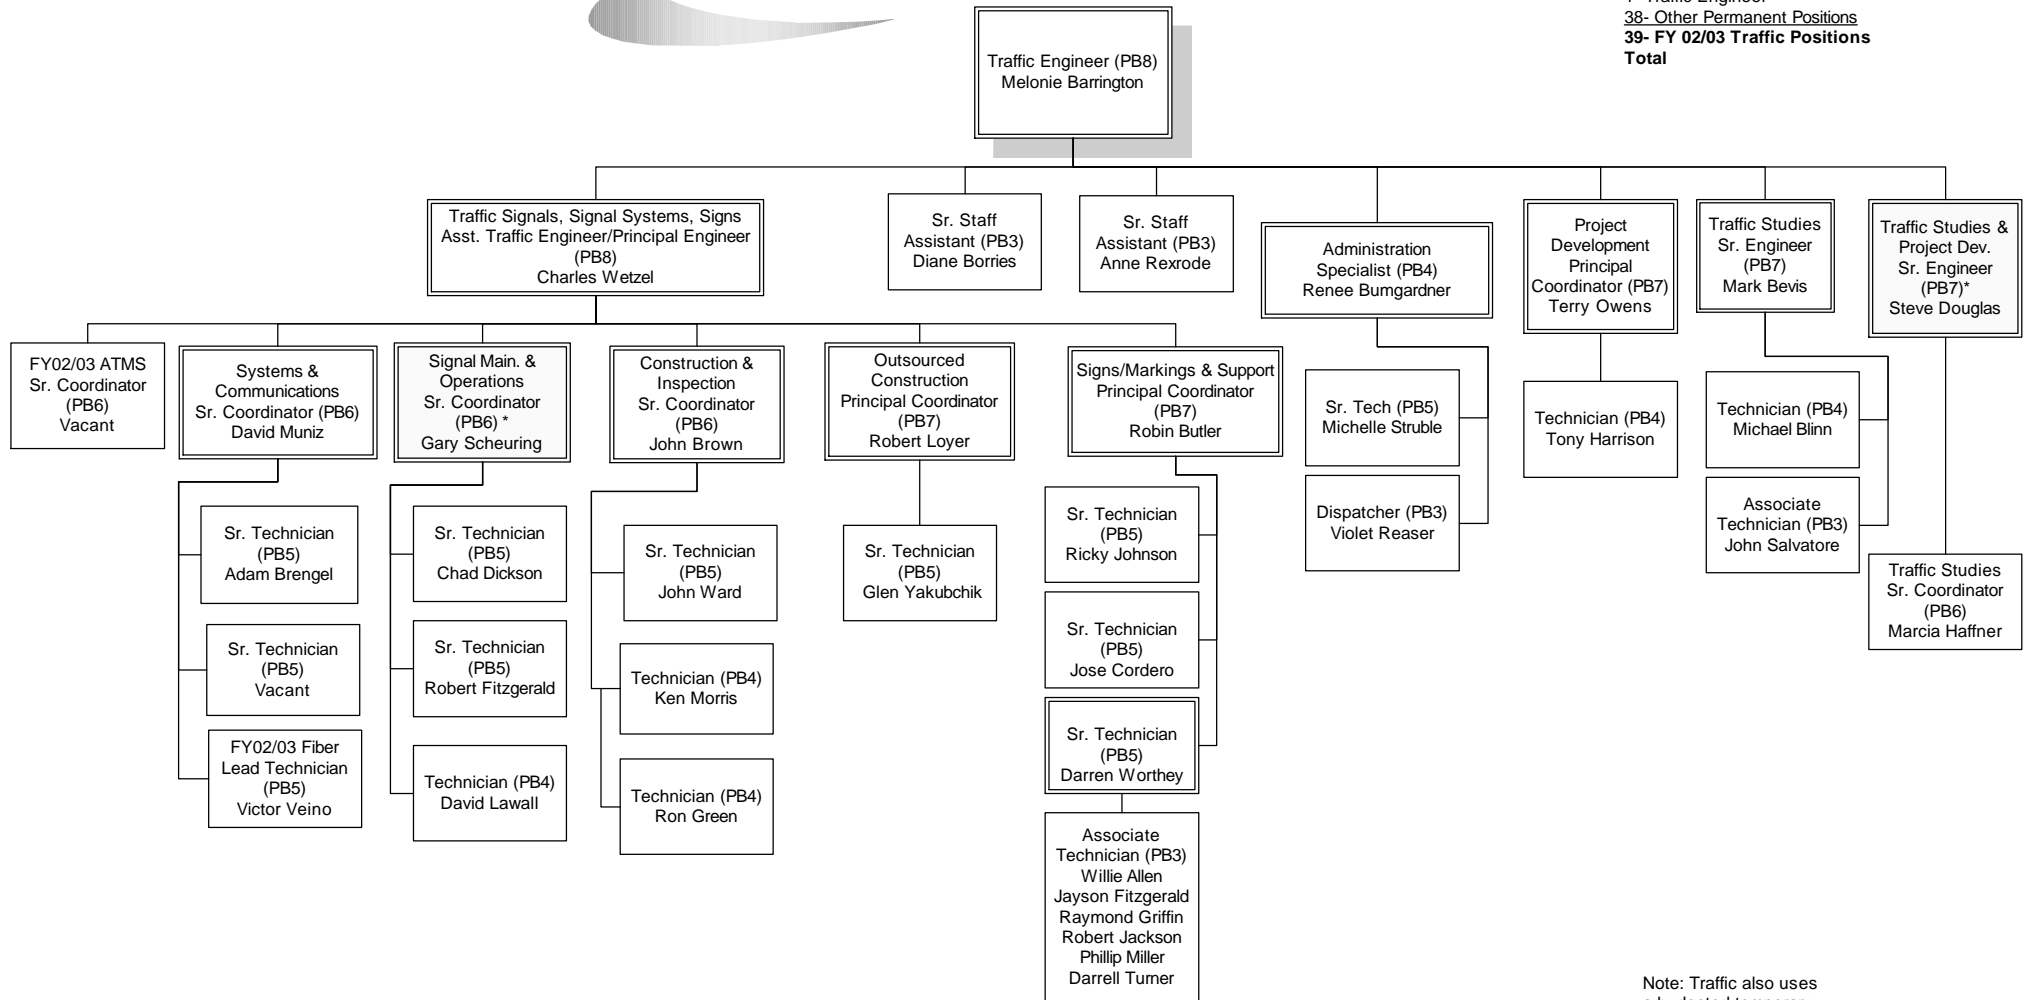 1- Traffic Engineer
38- Other Permanent Positions
39- FY 02/03 Traffic Positions
Total
Traffic Engineer (PB8)
Melonie Barrington
Traffic Signals, Signal Systems, Signs
Asst. Traffic Engineer/Principal Engineer
(PB8)
Charles Wetzel
Sr. Staff
Assistant (PB3)
Diane Borries
Sr. Staff
Assistant (PB3)
Anne Rexrode
Administration
Specialist (PB4)
Renee Bumgardner
Project
Development
Principal
Coordinator (PB7)
Terry Owens
Traffic Studies
Sr. Engineer
(PB7)
Mark Bevis
Traffic Studies &
Project Dev.
Sr. Engineer
(PB7)*
Steve Douglas
FY02/03 ATMS
Sr. Coordinator
(PB6)
Vacant
Systems &
Communications
Sr. Coordinator (PB6)
David Muniz
Signal Main. &
Operations
Sr. Coordinator
(PB6) *
Gary Scheuring
Construction &
Inspection
Sr. Coordinator
(PB6)
John Brown
Outsourced
Construction
Principal Coordinator
(PB7)
Robert Loyer
Signs/Markings & Support
Principal Coordinator
(PB7)
Robin Butler
Sr. Tech (PB5)
Michelle Struble
Dispatcher (PB3)
Violet Reaser
Technician (PB4)
Tony Harrison
Technician (PB4)
Michael Blinn
Associate
Technician (PB3)
John Salvatore
Traffic Studies
Sr. Coordinator
(PB6)
Marcia Haffner
Sr. Technician
(PB5)
Adam Brengel
Sr. Technician
(PB5)
Vacant
FY02/03 Fiber
Lead Technician
(PB5)
Victor Veino
Sr. Technician
(PB5)
Chad Dickson
Sr. Technician
(PB5)
Robert Fitzgerald
Technician (PB4)
David Lawall
Sr. Technician
(PB5)
John Ward
Technician (PB4)
Ken Morris
Technician (PB4)
Ron Green
Sr. Technician
(PB5)
Glen Yakubchik
Sr. Technician
(PB5)
Ricky Johnson
Sr. Technician
(PB5)
Jose Cordero
Sr. Technician
(PB5)
Darren Worthey
Associate
Technician (PB3)
Willie Allen
Jayson Fitzgerald
Raymond Griffin
Robert Jackson
Phillip Miller
Darrell Turner
Note: Traffic also uses